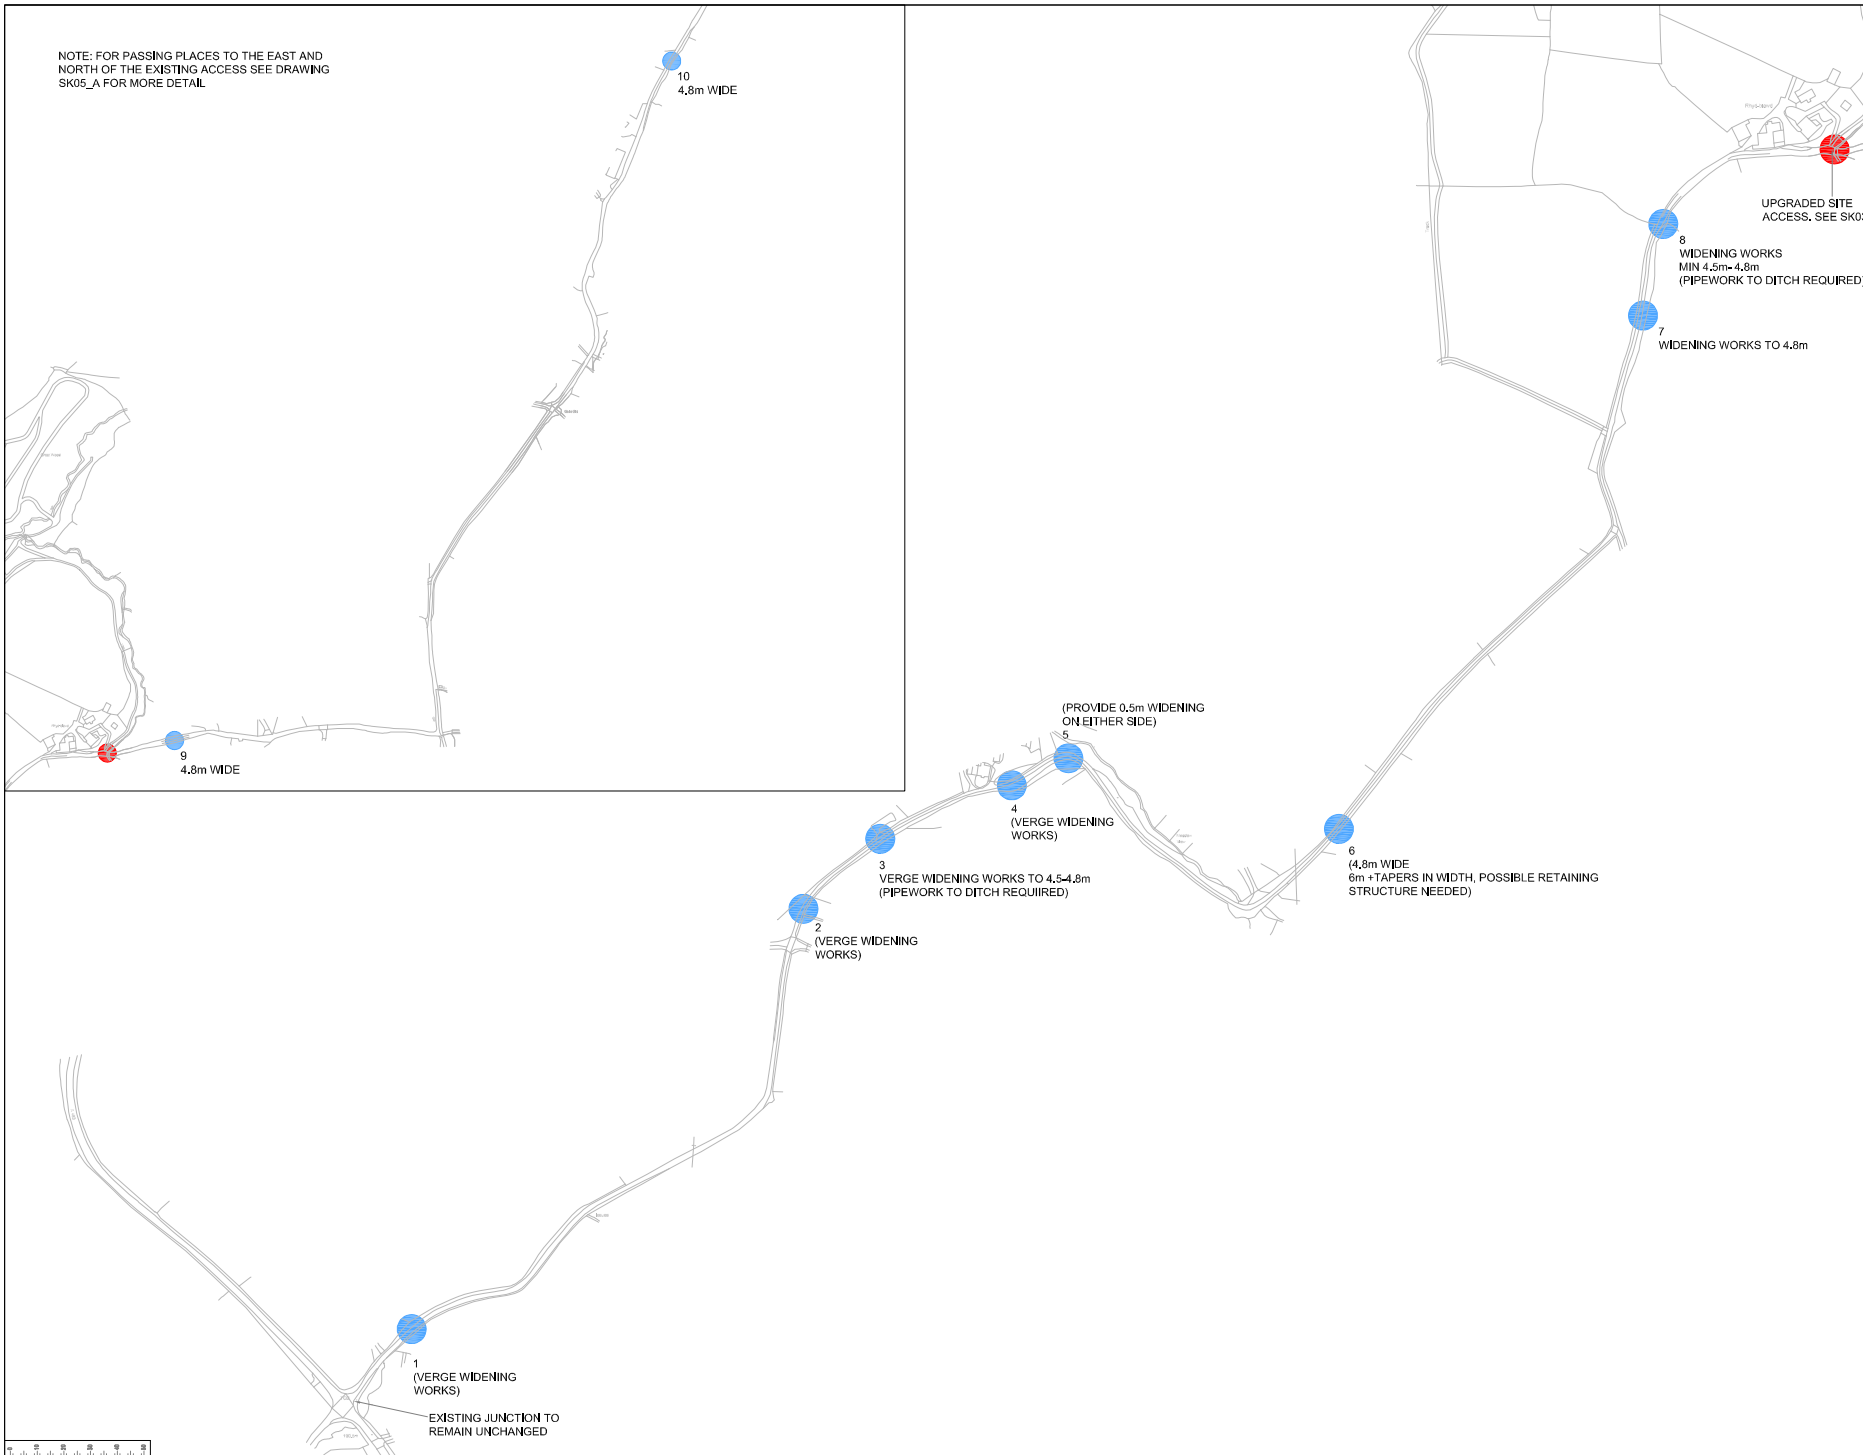 NOTE: FOR PASSING PLACES TO THE EAST AND
NORTH OF THE EXISTING ACCESS SEE DRAWING
SK05_A FOR MORE DETAIL
10
4.8m WIDE
9
4.8m WIDE
UPGRADED SITE
ACCESS. SEE SK03
8
WIDENING WORKS
MIN 4.5m-4.8m
(PIPEWORK TO DITCH REQUIRED)
7
WIDENING WORKS TO 4.8m
(PROVIDE 0.5m WIDENING
ON EITHER SIDE)
5
4
(VERGE WIDENING
WORKS)
3
VERGE WIDENING WORKS TO 4.5-4.8m
(PIPEWORK TO DITCH REQUIIRED)
6
(4.8m WIDE
6m +TAPERS IN WIDTH, POSSIBLE RETAINING
STRUCTURE NEEDED)
2
(VERGE WIDENING
WORKS)
1
(VERGE WIDENING
WORKS)
EXISTING JUNCTION TO
REMAIN UNCHANGED